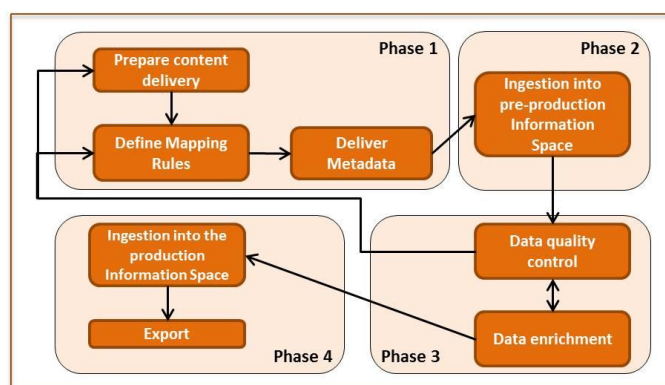 Phase 1
Prepare content
delivery
Define Mapping
Rules
Deliver
Metadata
Phase 2
Ingestion into
pre-production
Information
Space
Ingestion into the
production
Information Space
Export
Phase 4
Data quality
control
Data enrichment
Phase 3